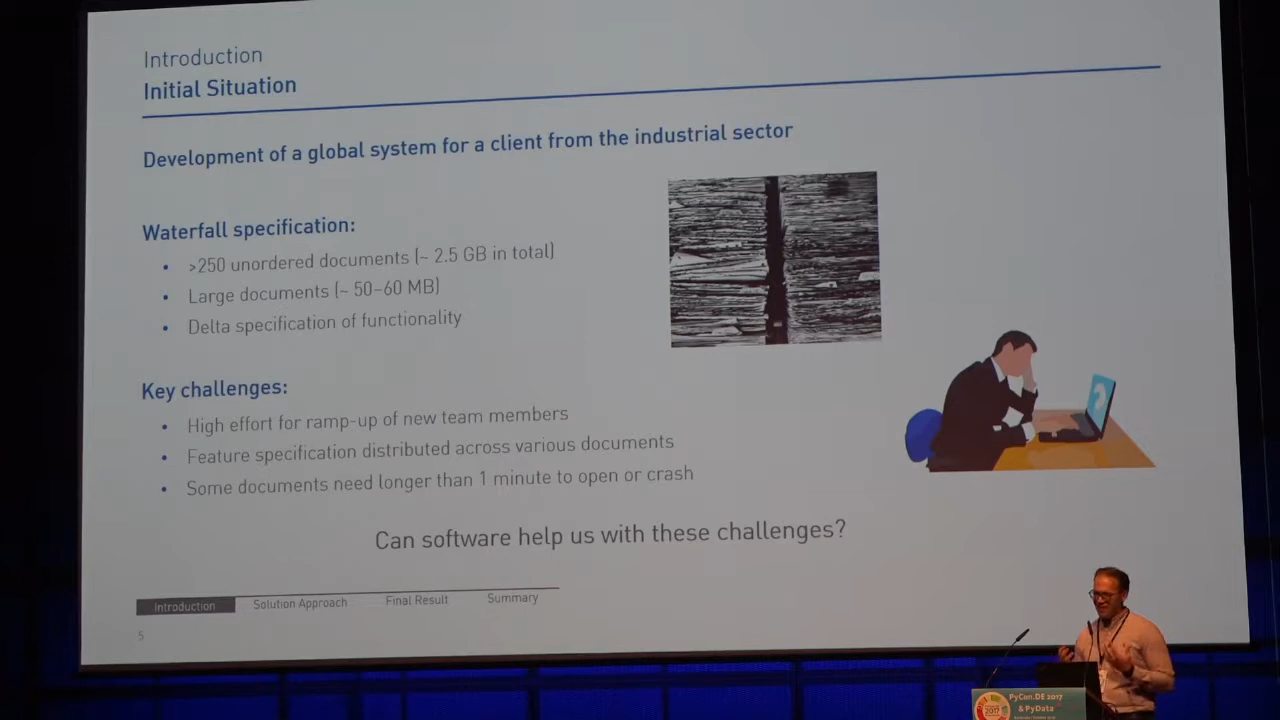 Introduction
Initial Situation
Development of a global system for a client from the industrial sector
Waterfall specification:
• >250 unordered documents (~ 2.5 GB in total)
• Large documents (~ 50–60 MB)
• Delta specification of functionality
Key challenges:
• High effort for ramp-up of new team members
• Feature specification distributed across various documents
• Some documents need longer than 1 minute to open or crash
?
Can software help us with these challenges?
Introduction Solution Approach Final Result Summary
5
PyCon.DE 2017
& PyData
2017